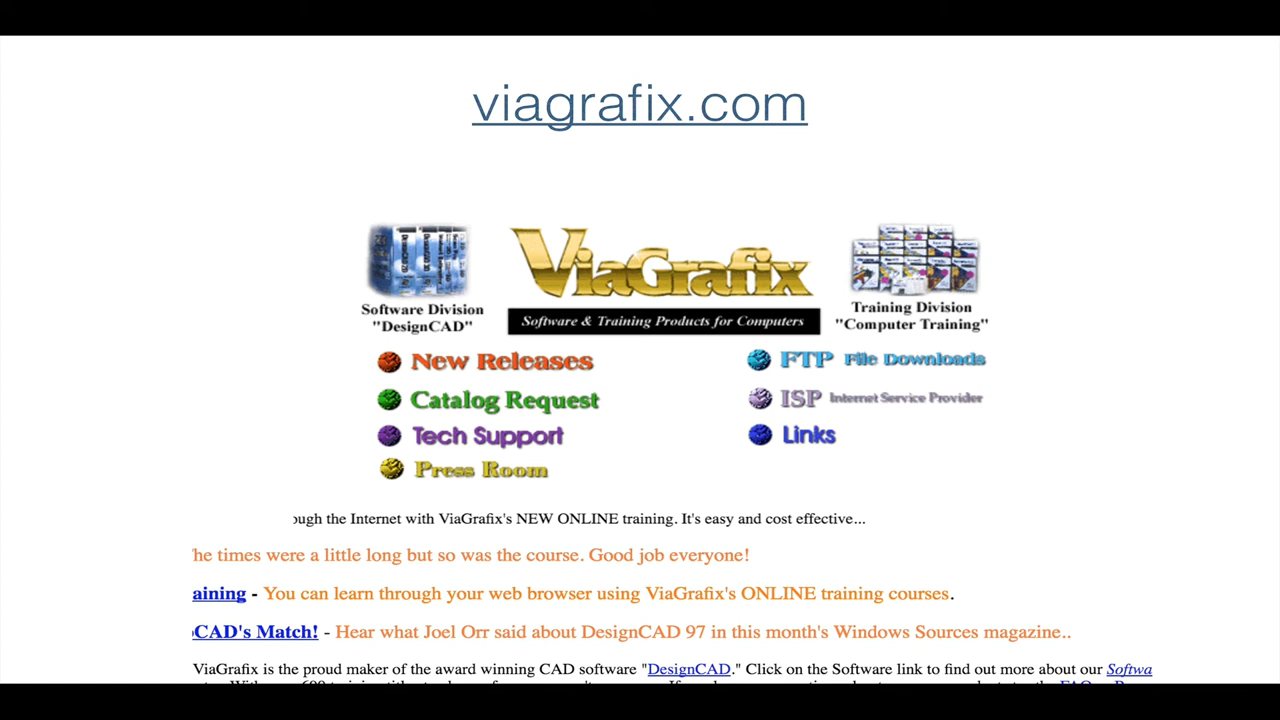 viagrafix.com
ViaGrafix
Software & Training Products for Computers
Software Division
"DesignCAD"
Training Division
"Computer Training"
New Releases
Catalog Request
Tech Support
Press Room
FTP File Downloads
ISP Internet Service Provider
Links
ough the Internet with ViaGrafix's NEW ONLINE training. It's easy and cost effective...
he times were a little long but so was the course. Good job everyone!
aining - You can learn through your web browser using ViaGrafix's ONLINE training courses.
CAD's Match! - Hear what Joel Orr said about DesignCAD 97 in this month's Windows Sources magazine..
ViaGrafix is the proud maker of the award winning CAD software "DesignCAD." Click on the Software link to find out more about our Softwa